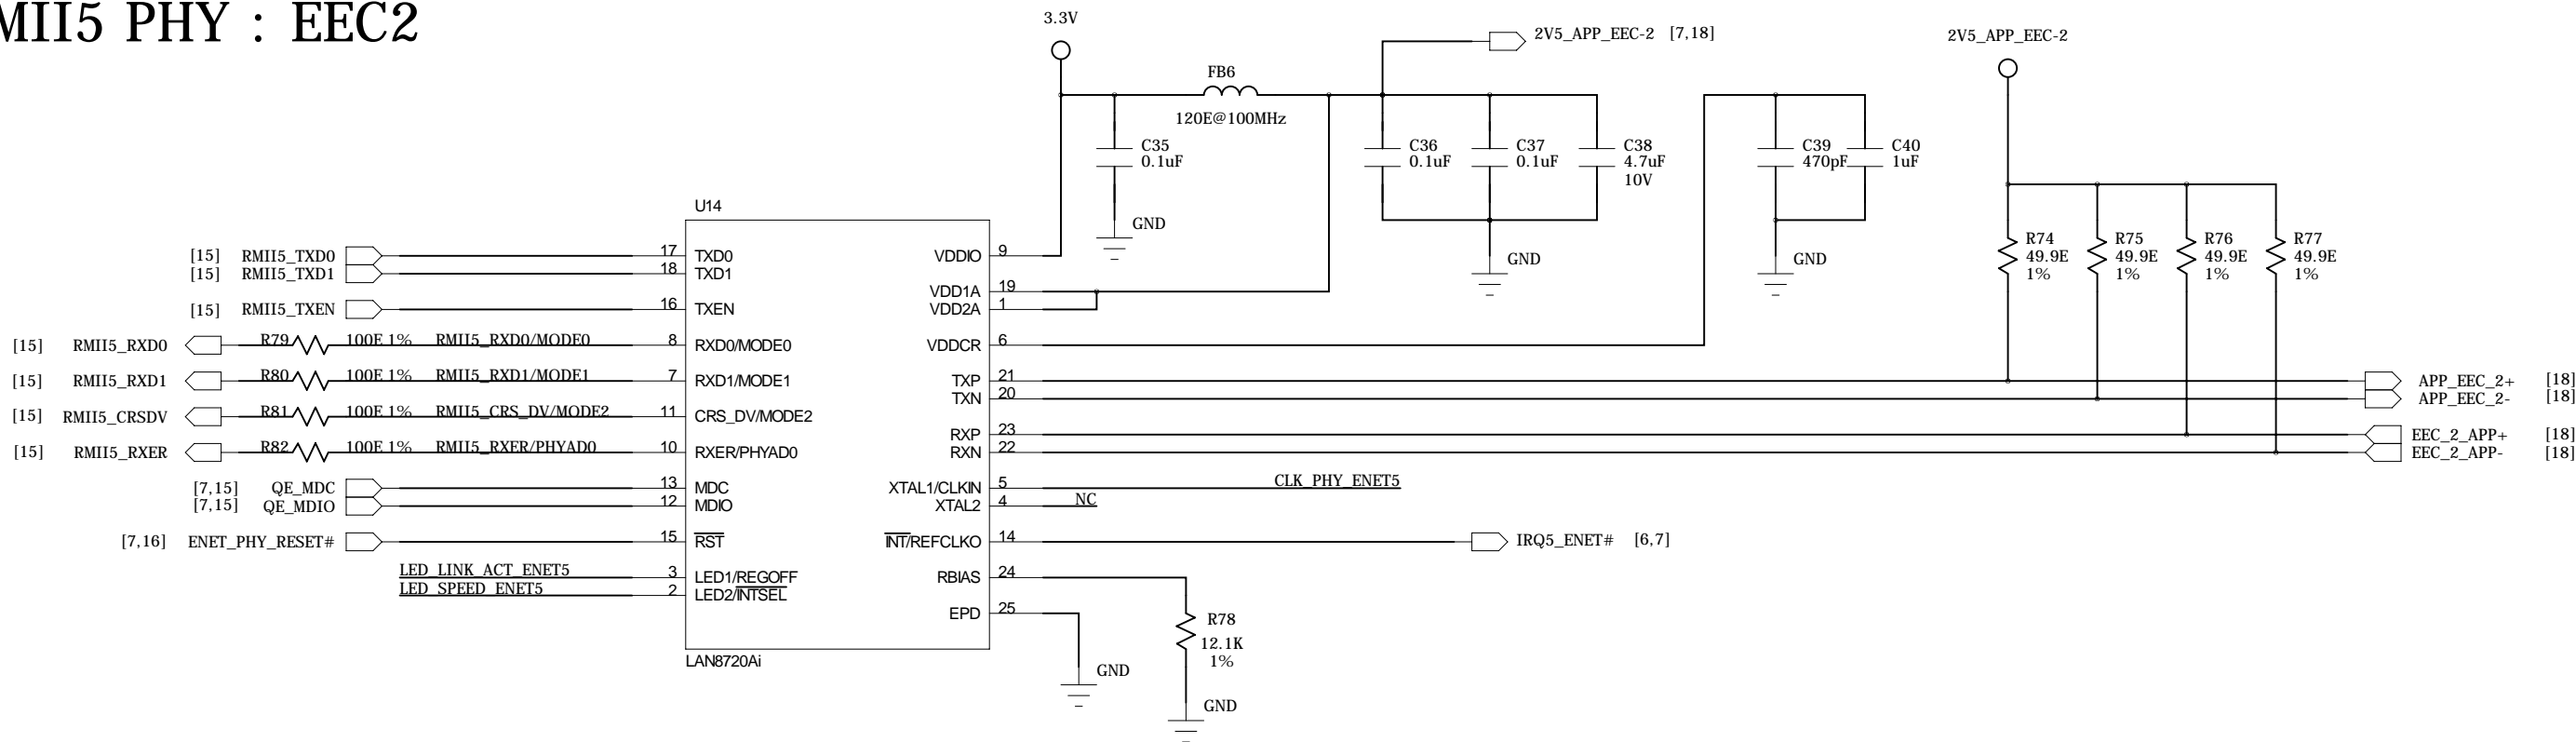 MII5 PHY : EEC2
3.3V
2V5_APP_EEC-2 [7,18]
2V5_APP_EEC-2
FB6
120E@100MHz
C35
0.1uF
C36
0.1uF
C37
0.1uF
C38
4.7uF
10V
C39
470pF
C40
1uF
GND
GND
GND
R74
49.9E
1%
R75
49.9E
1%
R76
49.9E
1%
R77
49.9E
1%
U14
[15] RMII5_TXD0 17 TXD0
[15] RMII5_TXD1 18 TXD1
[15] RMII5_TXEN 16 TXEN
[15] RMII5_RXD0 R79 100E 1% RMII5_RXD0/MODE0 8 RXD0/MODE0
[15] RMII5_RXD1 R80 100E 1% RMII5_RXD1/MODE1 7 RXD1/MODE1
[15] RMII5_CRSDV R81 100E 1% RMII5_CRS_DV/MODE2 11 CRS_DV/MODE2
[15] RMII5_RXER R82 100E 1% RMII5_RXER/PHYAD0 10 RXER/PHYAD0
[7,15] QE_MDC 13 MDC
[7,15] QE_MDIO 12 MDIO
[7,16] ENET_PHY_RESET# 15 RST
LED_LINK_ACT_ENET5 3 LED1/REGOFF
LED_SPEED_ENET5 2 LED2/INTSEL
VDDIO 9
VDD1A 19
VDD2A 1
VDDCR 6
TXP 21 APP_EEC_2+ [18]
TXN 20 APP_EEC_2- [18]
RXP 23 EEC_2_APP+ [18]
RXN 22 EEC_2_APP- [18]
XTAL1/CLKIN 5 CLK_PHY_ENET5
XTAL2 4 NC
INT/REFCLKO 14 IRQ5_ENET# [6,7]
RBIAS 24
EPD 25
R78
12.1K
1%
LAN8720Ai
GND
GND